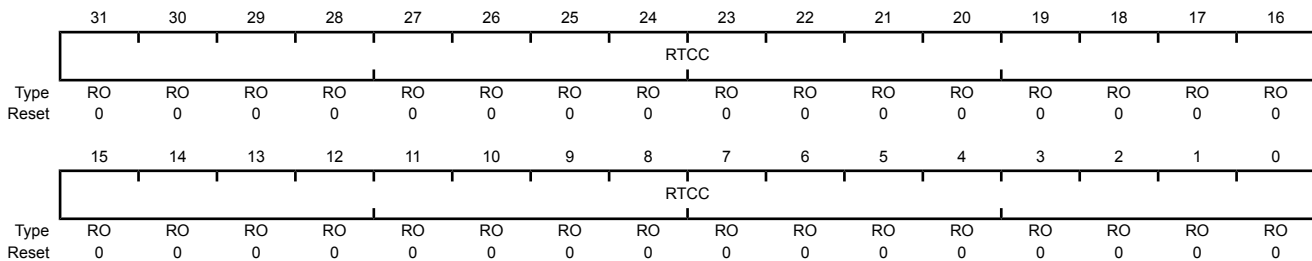 31 30 29 28 27 26 25 24 23 22 21 20 19 18 17 16
RTCC
Type RO RO RO RO RO RO RO RO RO RO RO RO RO RO RO RO
Reset 0 0 0 0 0 0 0 0 0 0 0 0 0 0 0 0
15 14 13 12 11 10 9 8 7 6 5 4 3 2 1 0
RTCC
Type RO RO RO RO RO RO RO RO RO RO RO RO RO RO RO RO
Reset 0 0 0 0 0 0 0 0 0 0 0 0 0 0 0 0